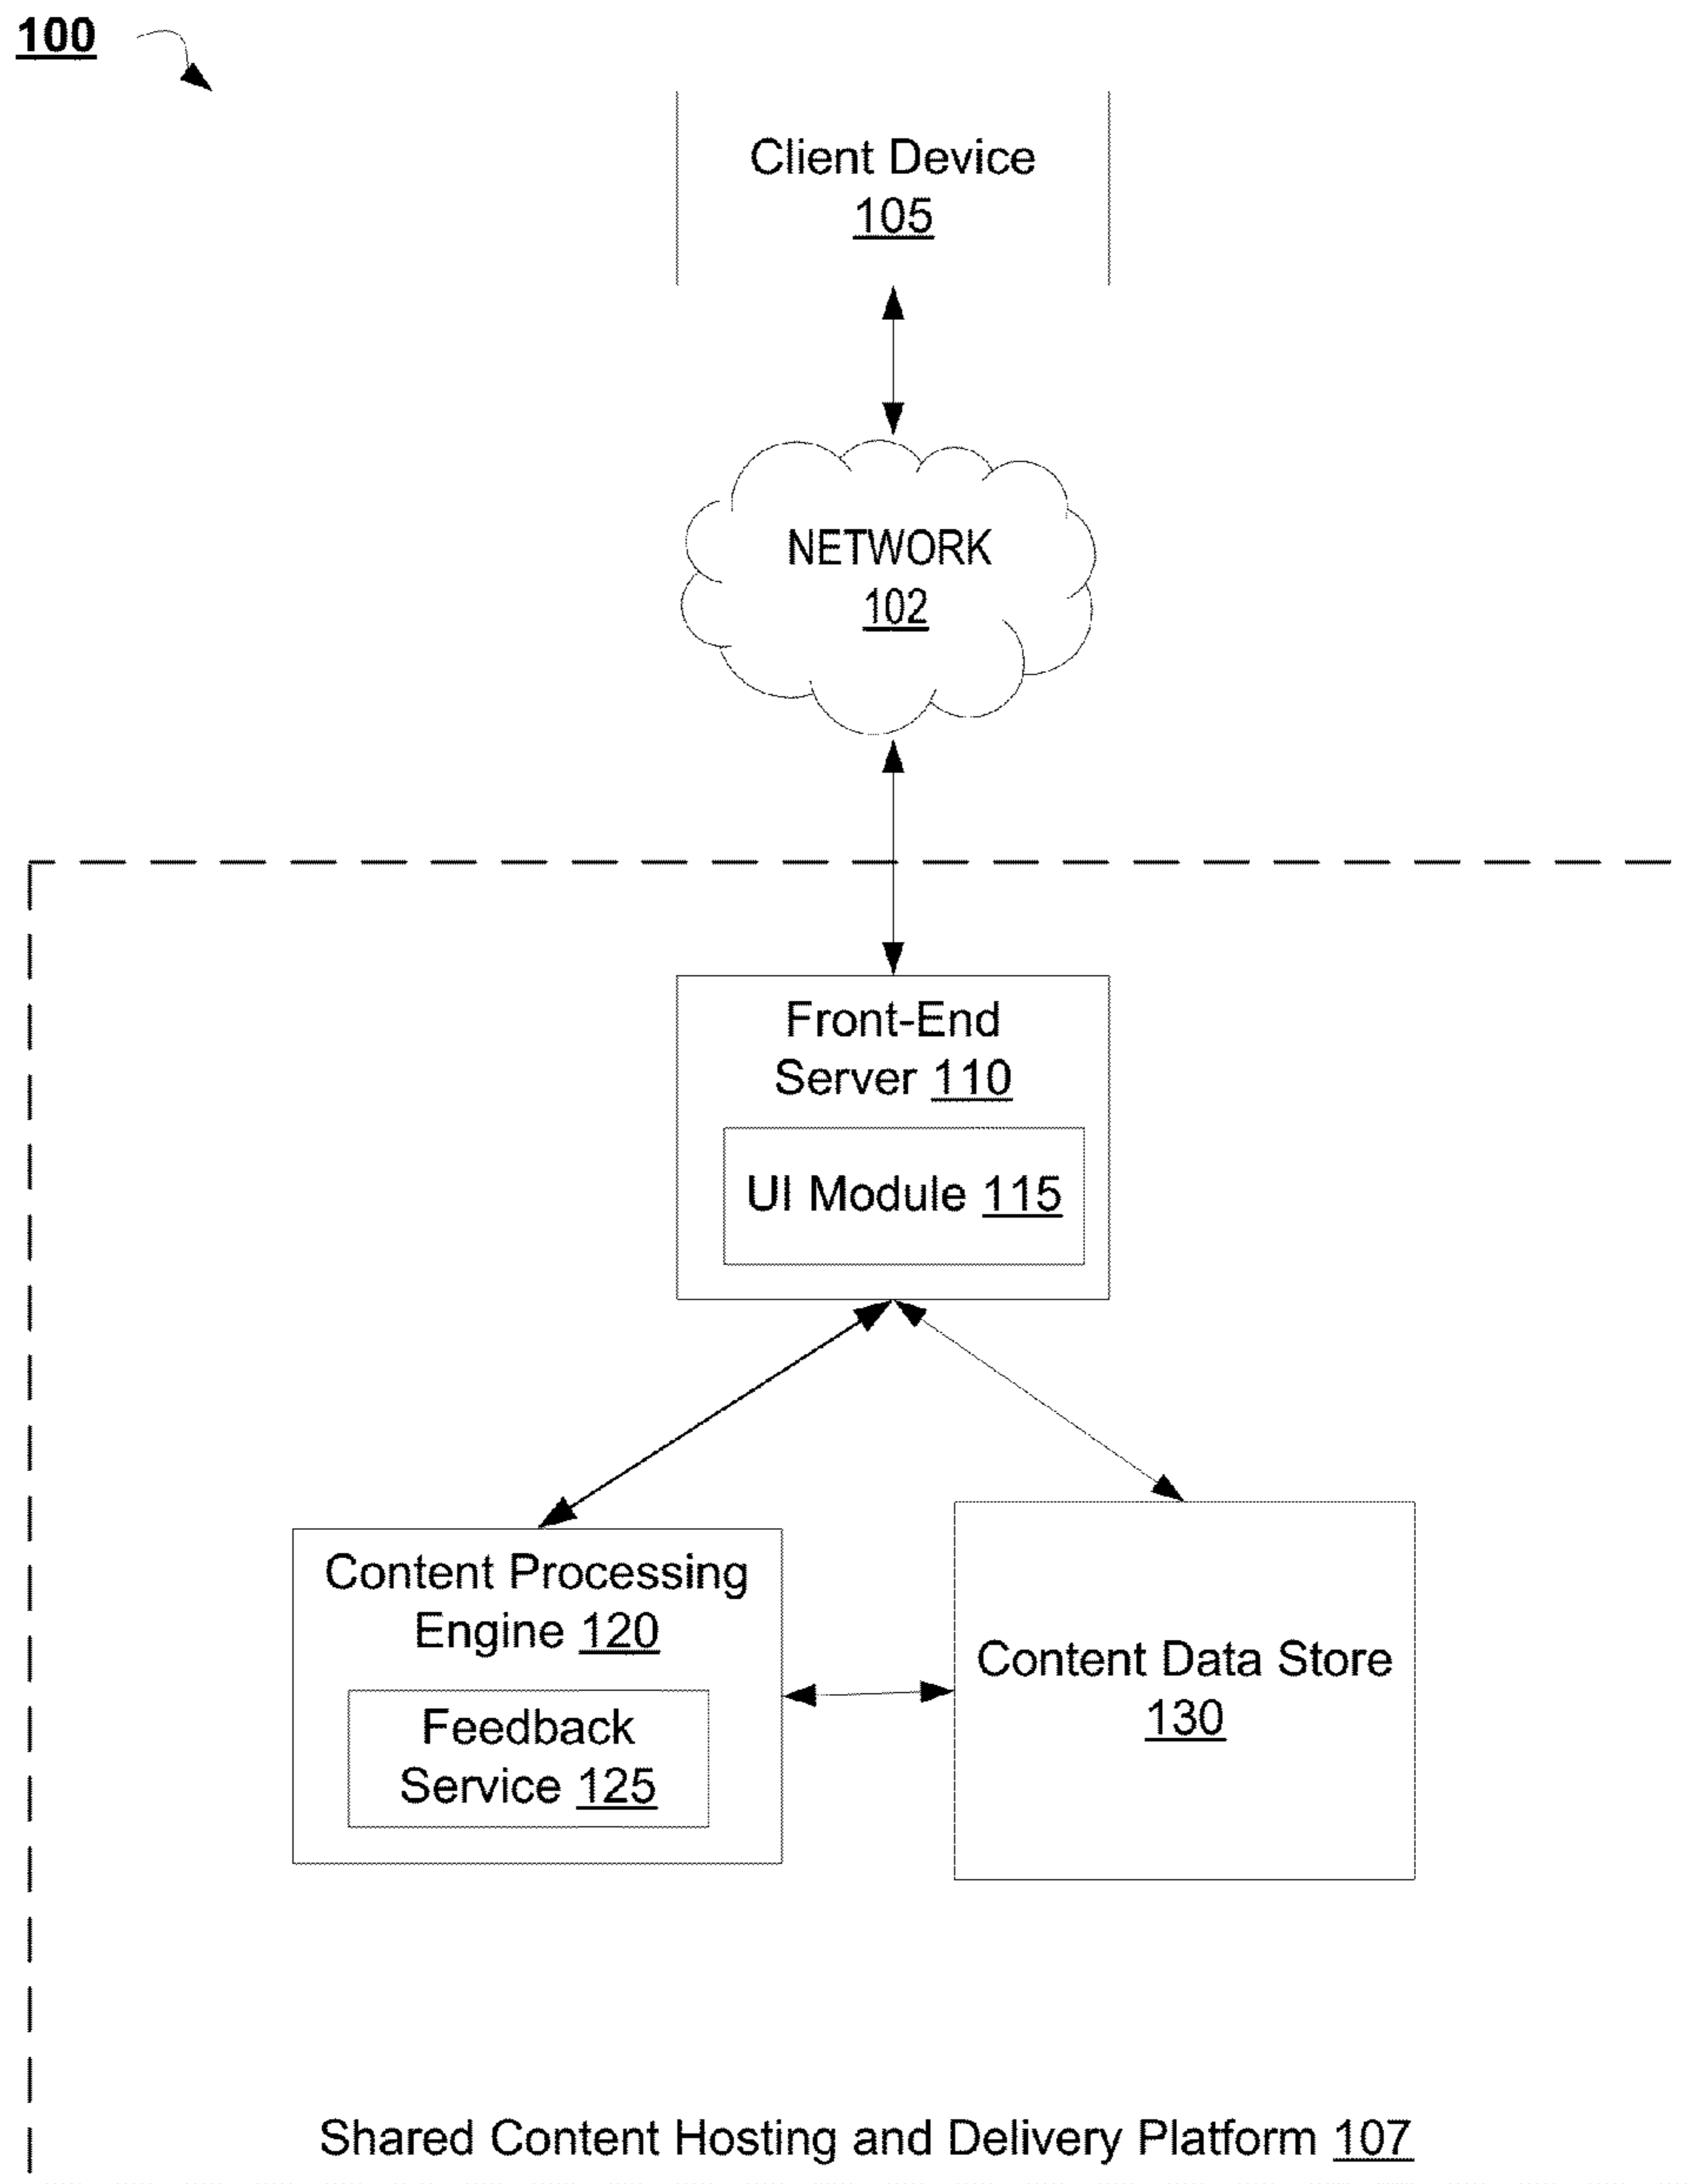 100
Client Device
105
NETWORK
102
Front-End
Server 110
UI Module 115
Content Processing
Engine 120
Feedback
Service 125
Content Data Store
130
Shared Content Hosting and Delivery Platform 107